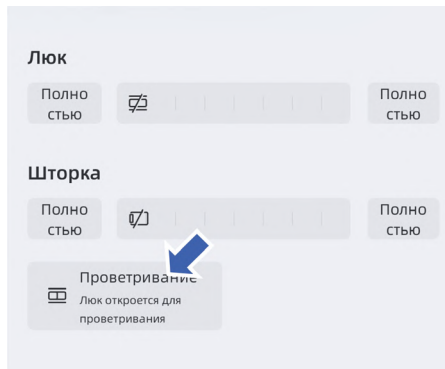 Люк
Полно
стью
Полно
стью
Шторка
Полно
стью
Полно
стью
Проветривание
Люк откроется для
проветривания